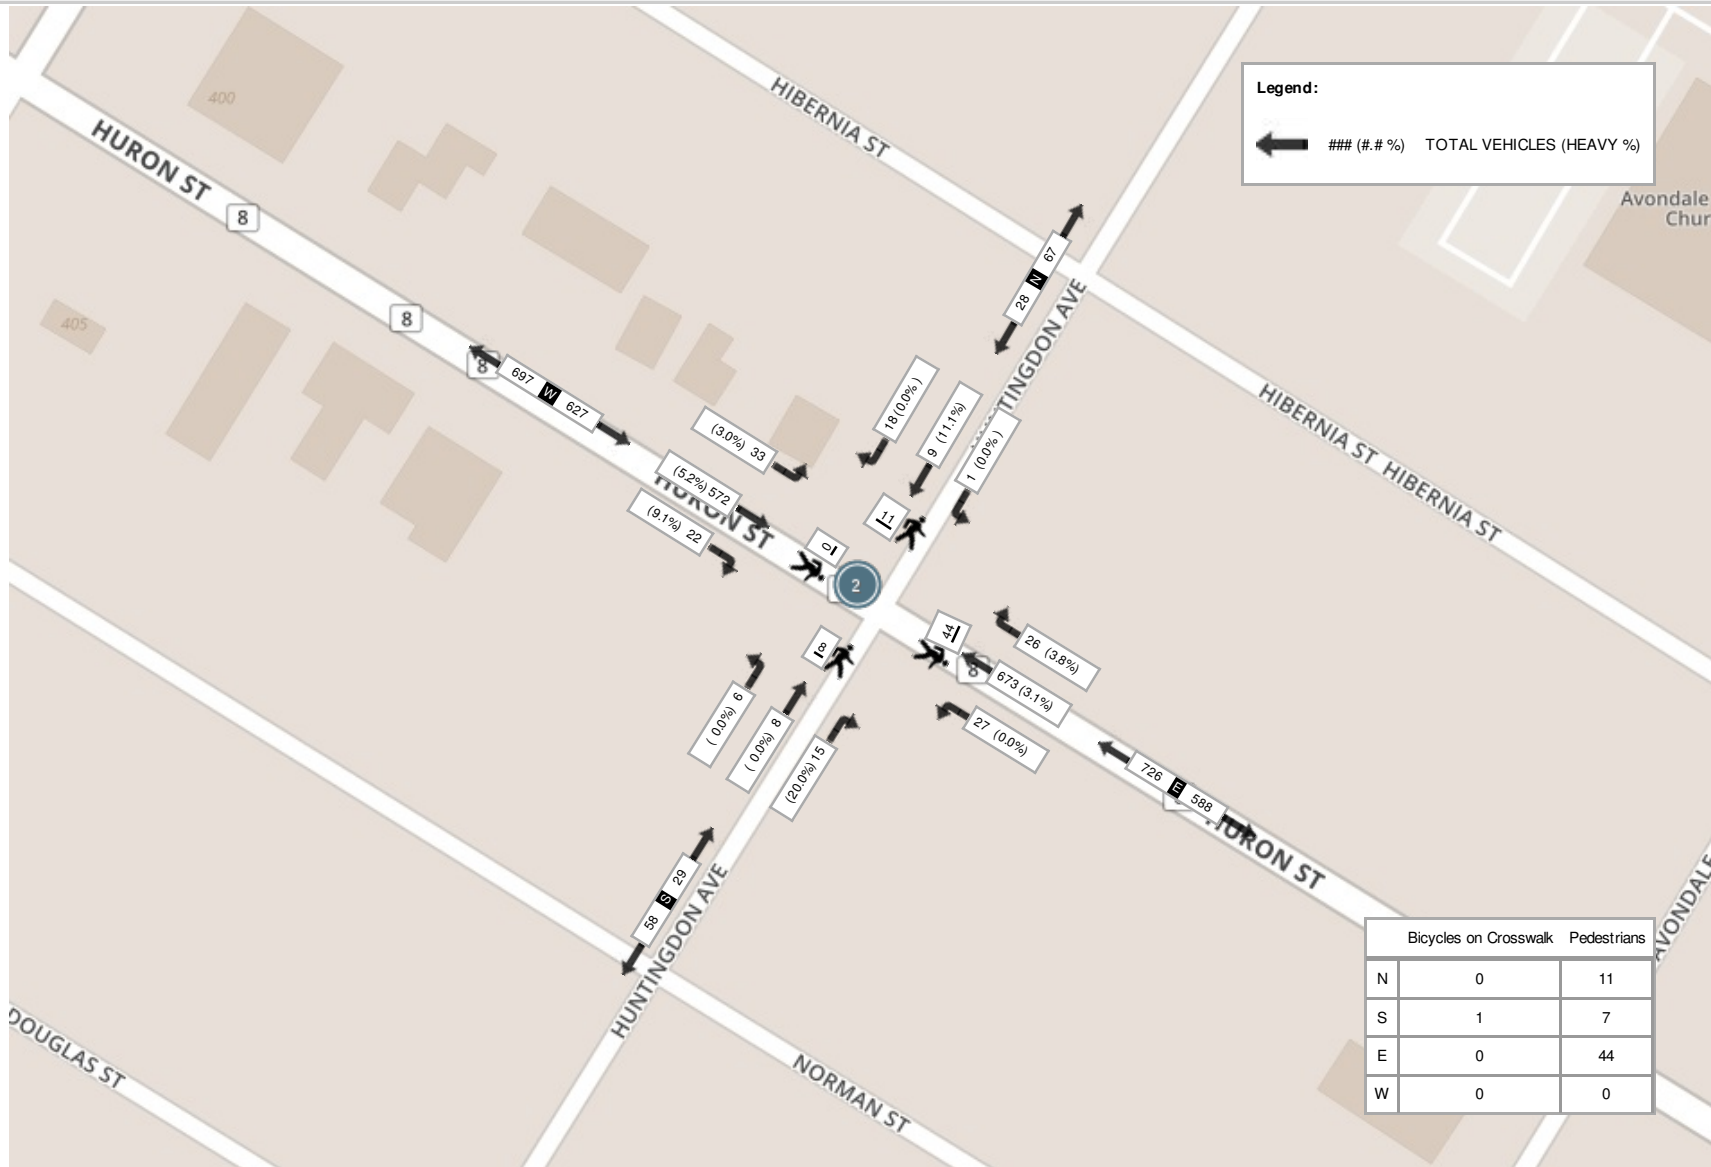 HIBERNIA ST
Legend:
### (#.# %) TOTAL VEHICLES (HEAVY %)
400
HURON ST
8
Avondale
Chur
67
N
28
8
405
8
HUNTINGDON AVE
697 W 627
18 (0.0% )
9 (11.1%)
1 (0.0% )
(3.0%) 33
(5.2%) 572
(9.1%) 22
HURON ST
HIBERNIA ST
HIBERNIA ST
11
0
2
44
8
26 (3.8%)
673 (3.1%)
27 (0.0%)
8
( 0.0%) 6
( 0.0%) 8
(20.0%) 15
726 E 588
HURON ST
29
S
58
HUNTINGDON AVE
AVONDALE
Bicycles on Crosswalk Pedestrians
N 0 11
S 1 7
E 0 44
W 0 0
DOUGLAS ST
NORMAN ST